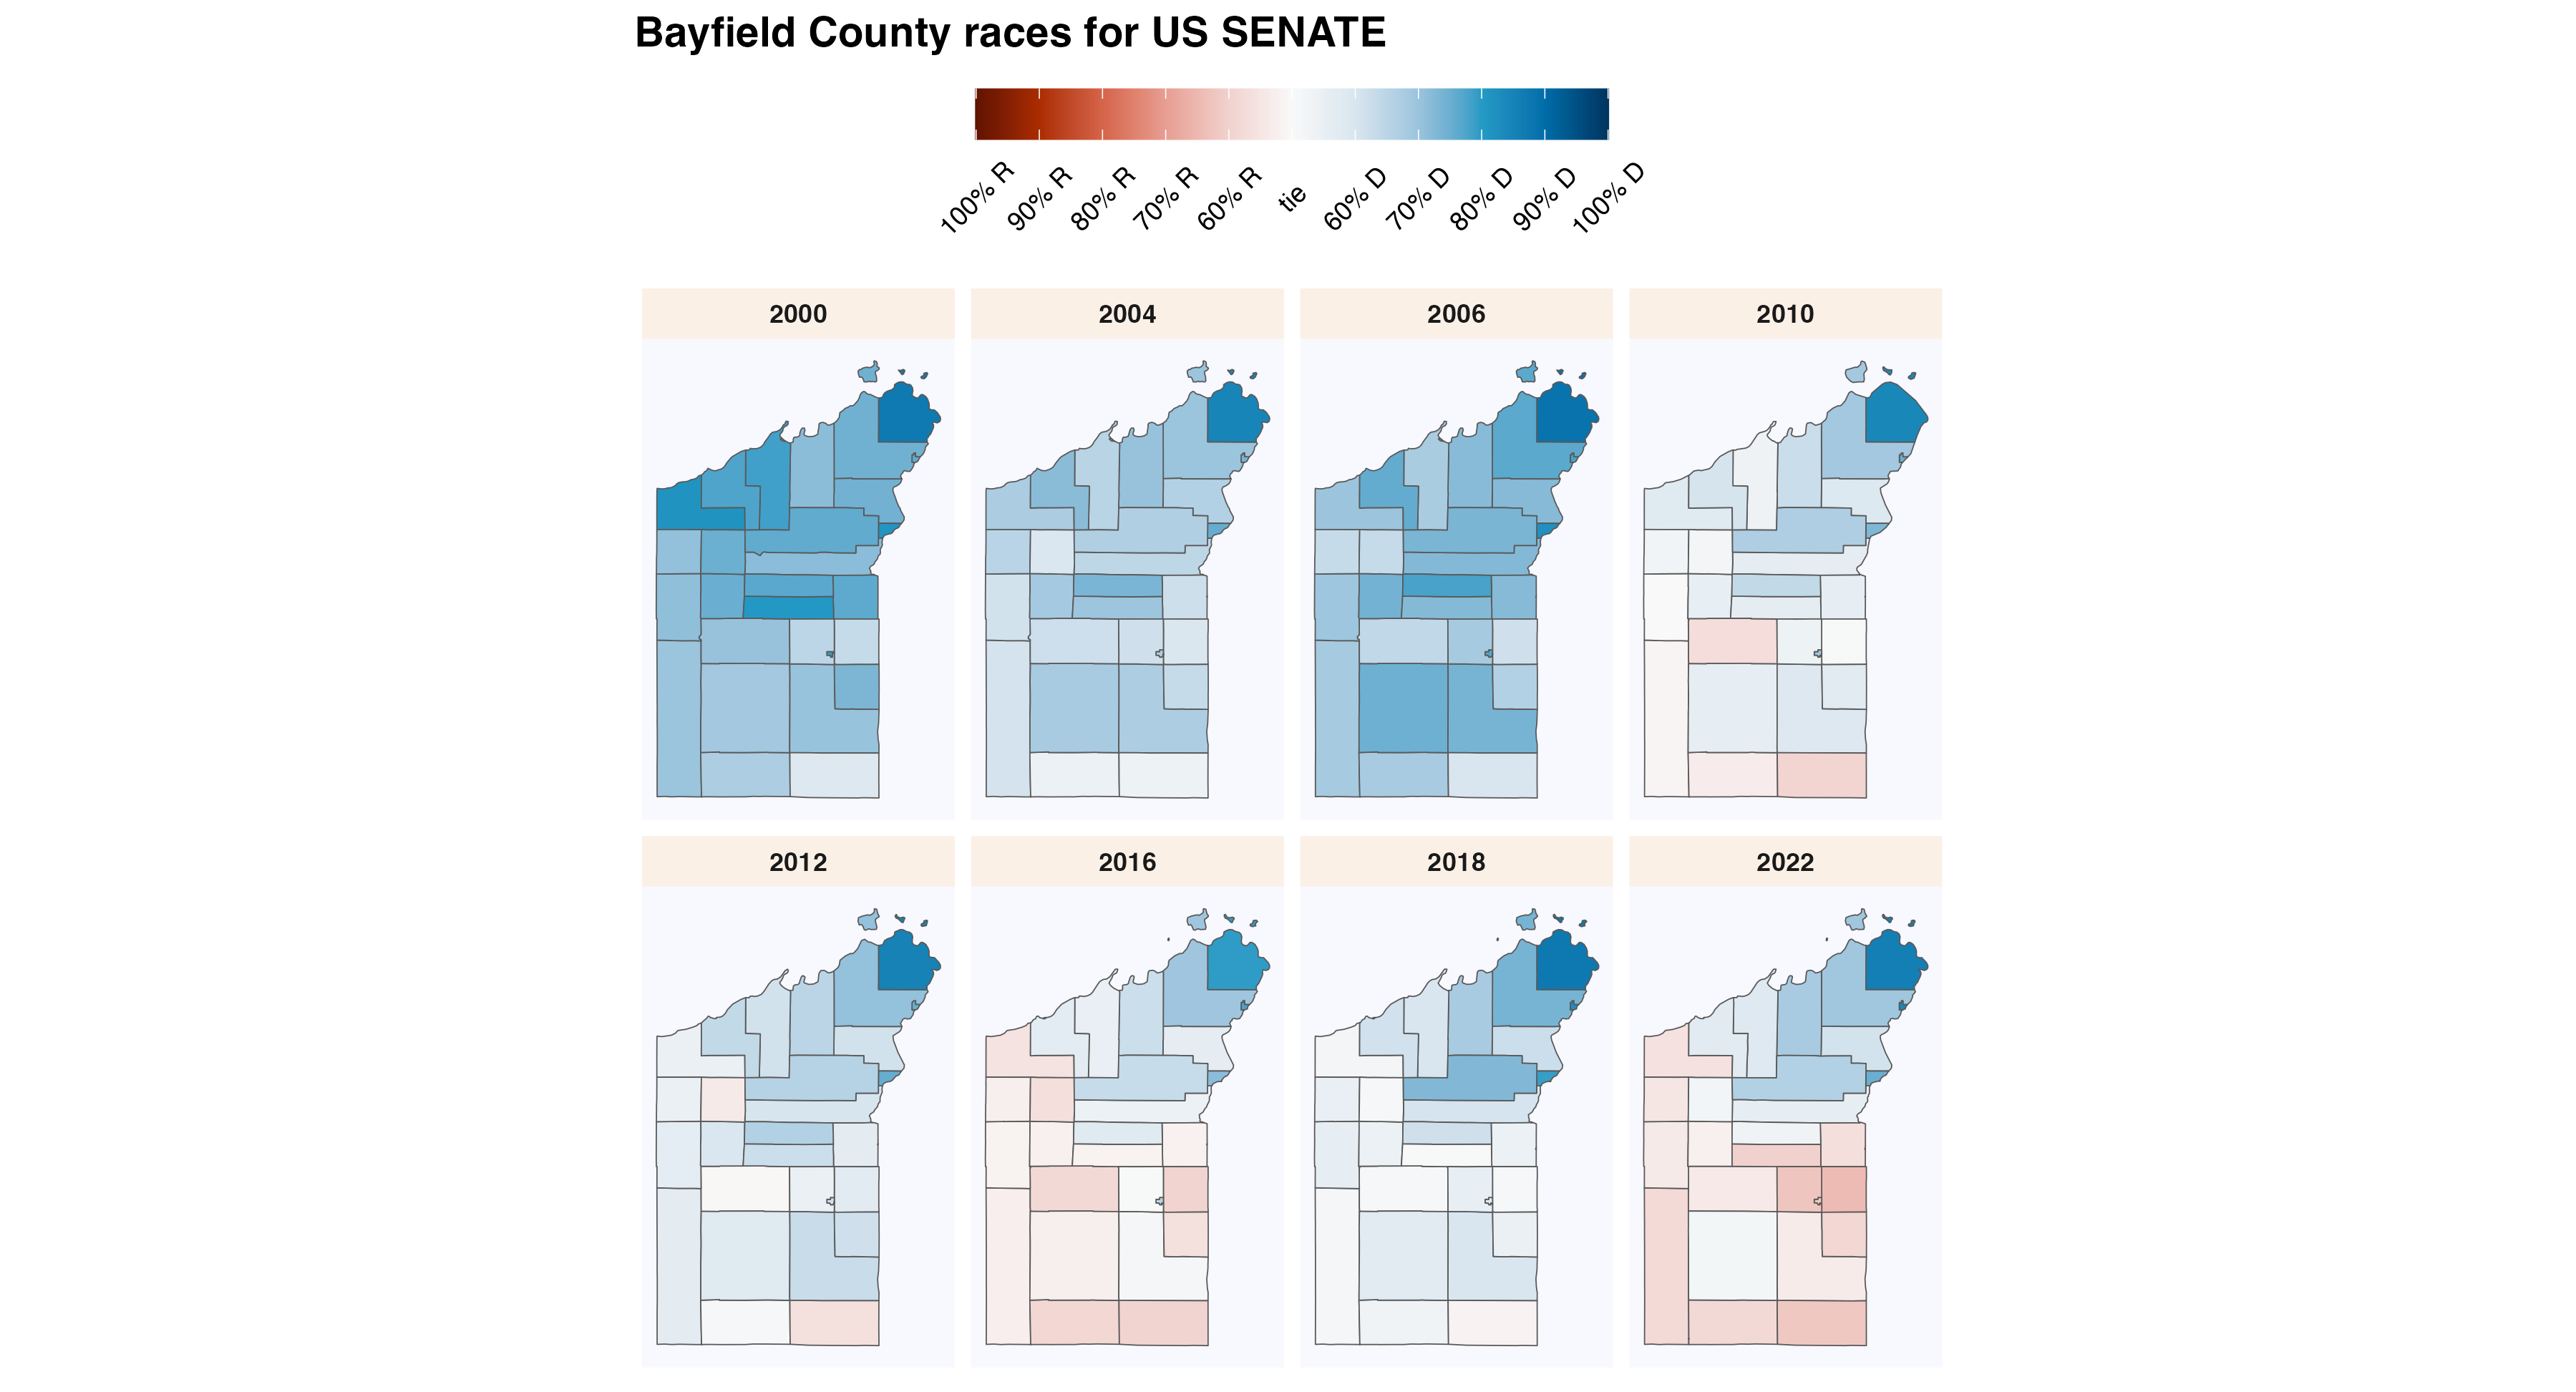 Bayfield County races for US SENATE
100% R
90% R
80% R
70% R
60% R
tie
60% D
70% D
80% D
90% D
100% D
2000
2004
2006
2010
2012
2016
2018
2022